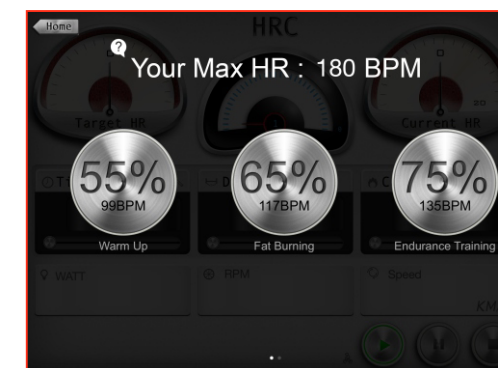 Home
HRC
Your Max HR : 180 BPM
Target HR
Current HR
55%
99BPM
Warm Up
65%
117BPM
Fat Burning
75%
135BPM
Endurance Training
WATT
RPM
Speed